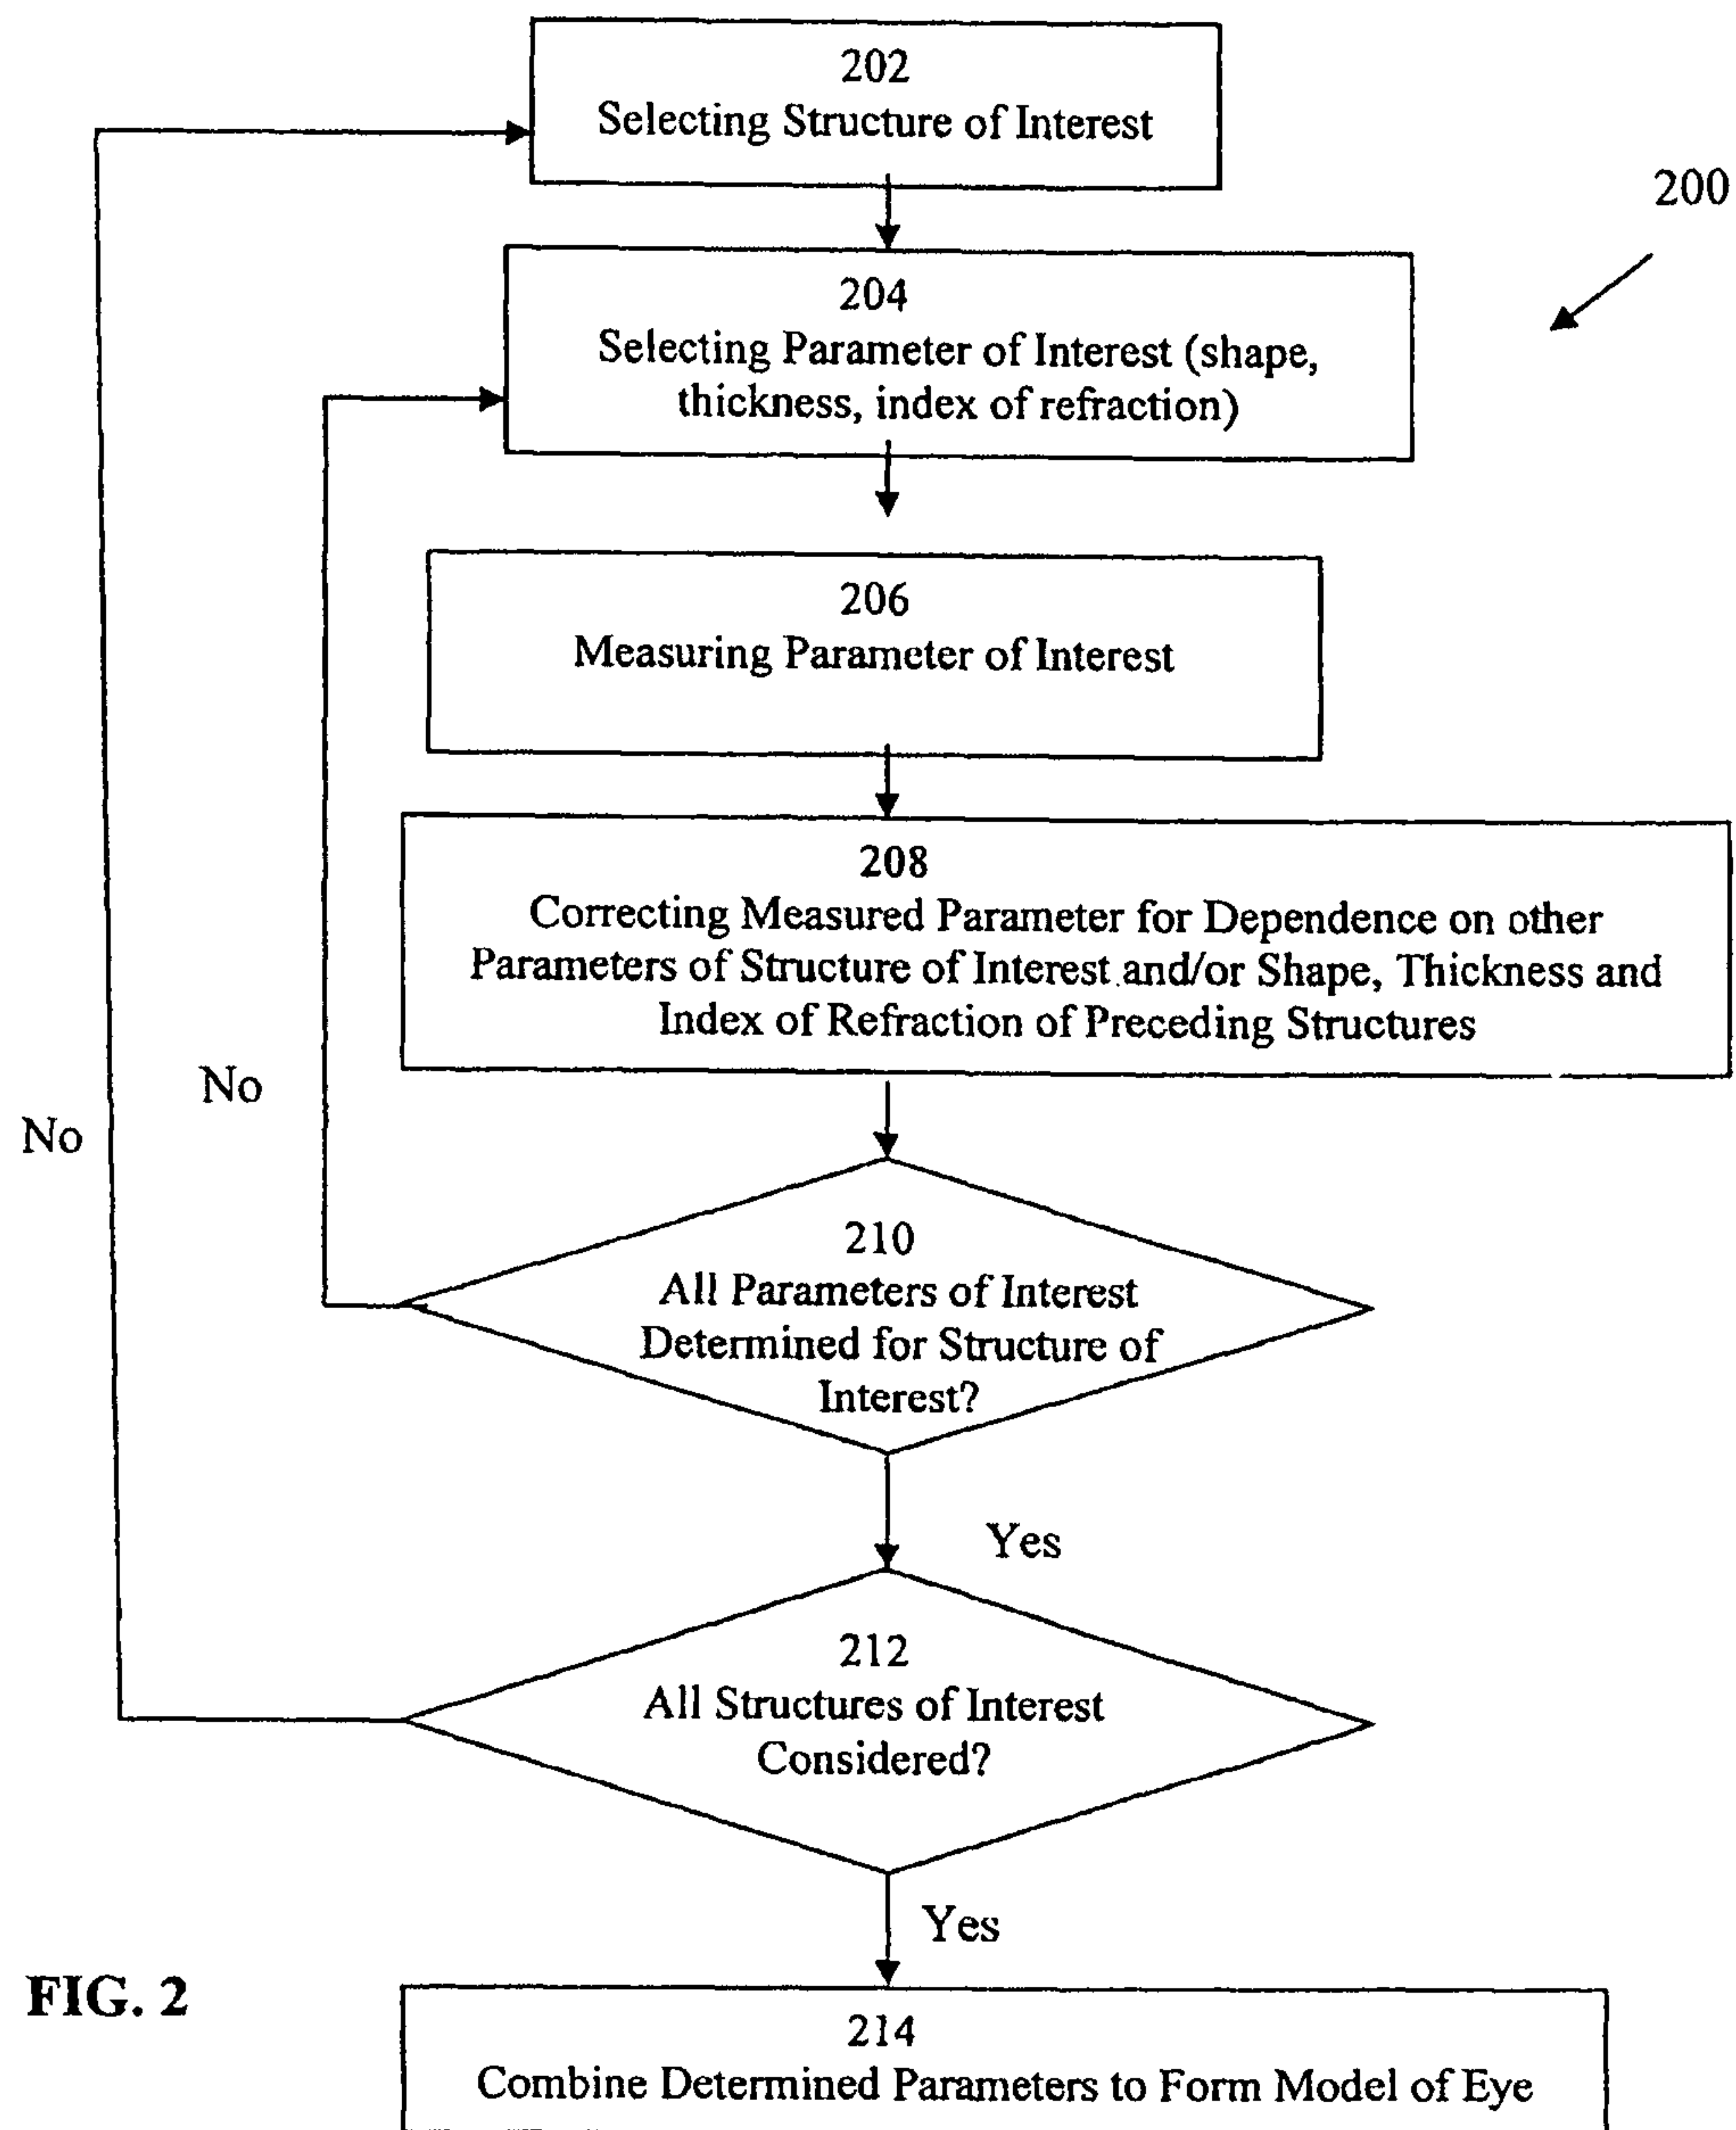 202
Selecting Structure of Interest
200
204
Selecting Parameter of Interest (shape,
thickness, index of refraction)
206
Measuring Parameter of Interest
208
Correcting Measured Parameter for Dependence on other
Parameters of Structure of Interest and/or Shape, Thickness and
Index of Refraction of Preceding Structures
No
No
210
All Parameters of Interest
Determined for Structure of
Interest?
Yes
212
All Structures of Interest
Considered?
Yes
FIG. 2
214
Combine Determined Parameters to Form Model of Eye